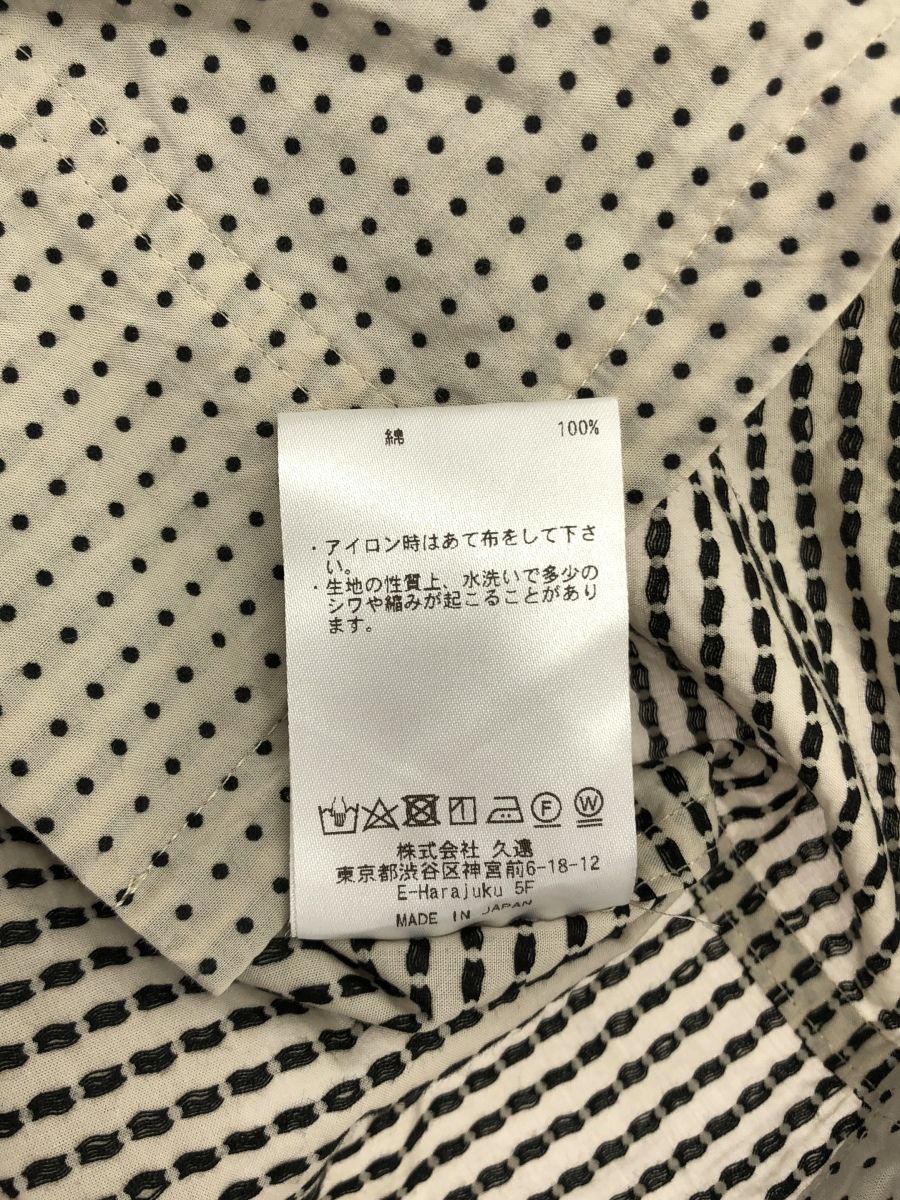 綿 100%
・アイロン時はあて布をして下さ
い。
・生地の性質上、水洗いで多少の
シワや縮みが起こることがあり
ます。
F W
株式会社 久遠
東京都渋谷区神宮前6-18-12
E-Harajuku 5F
MADE IN JAPAN